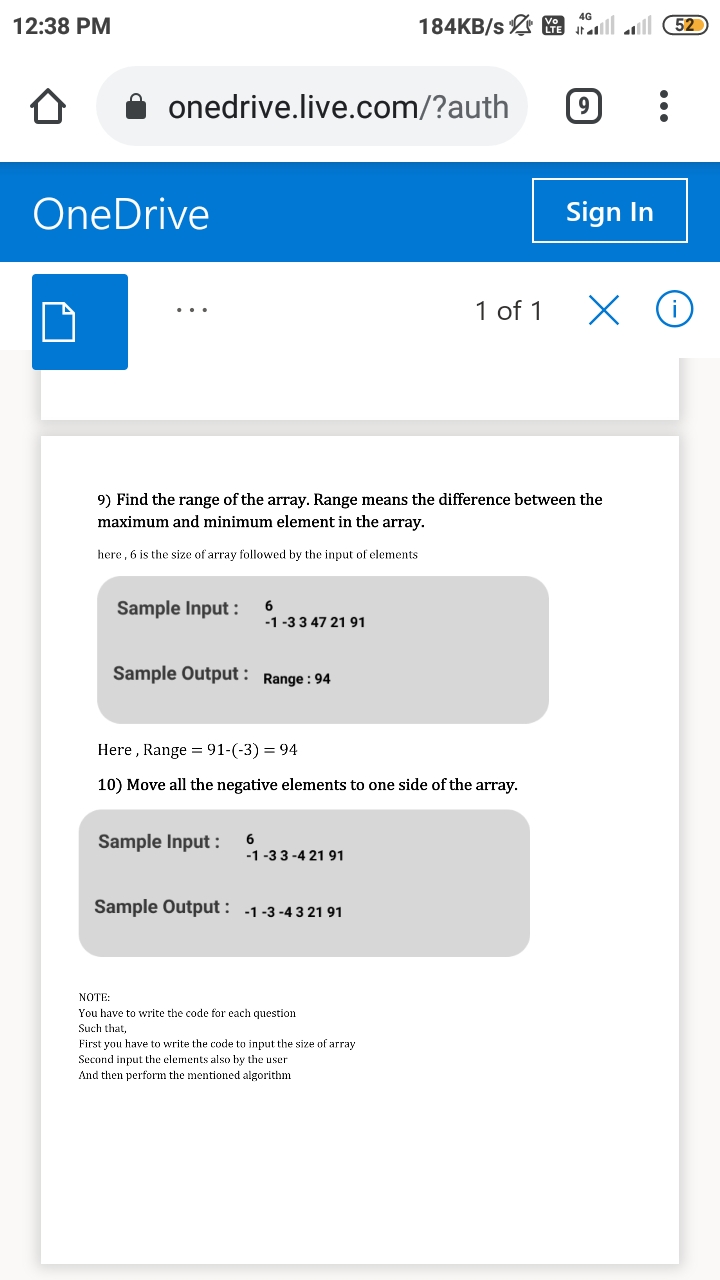 12:38 PM 184KB/s Vo LTE 4G 52
onedrive.live.com/?auth 9
OneDrive Sign In
... 1 of 1
9) Find the range of the array. Range means the difference between the
maximum and minimum element in the array.
here , 6 is the size of array followed by the input of elements
Sample Input : 6
-1 -3 3 47 21 91
Sample Output : Range : 94
Here , Range = 91-(-3) = 94
10) Move all the negative elements to one side of the array.
Sample Input : 6
-1 -3 3 -4 21 91
Sample Output : -1 -3 -4 3 21 91
NOTE:
You have to write the code for each question
Such that,
First you have to write the code to input the size of array
Second input the elements also by the user
And then perform the mentioned algorithm